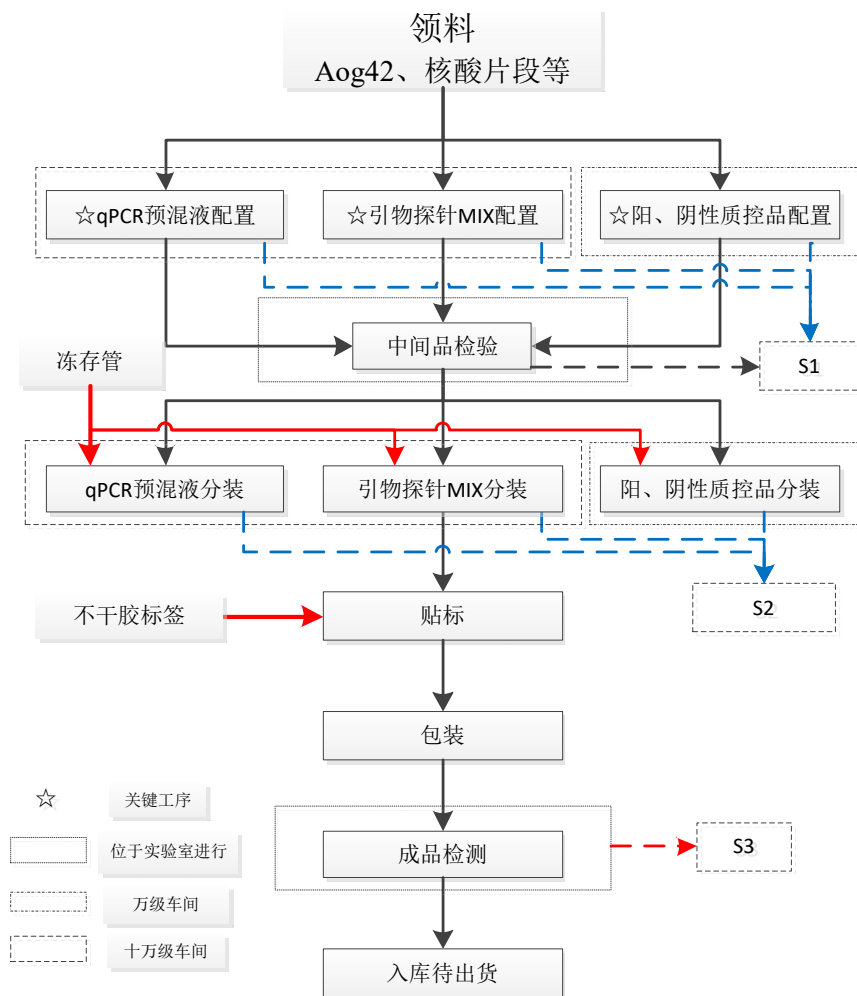 领料
Aog42、核酸片段等
☆qPCR预混液配置
☆引物探针MIX配置
☆阳、阴性质控品配置
中间品检验
冻存管
S1
qPCR预混液分装
引物探针MIX分装
阳、阴性质控品分装
S2
不干胶标签
贴标
包装
☆
关键工序
位于实验室进行
成品检测
S3
万级车间
十万级车间
入库待出货